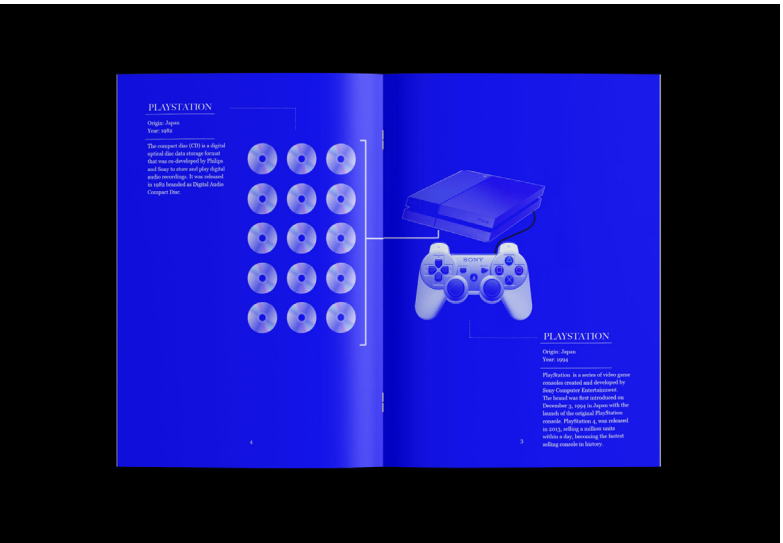 PLAYSTATION
Origin: Japan
Year: 1982
The compact disc (CD) is a digital
optical disc data storage format
that was co-developed by Philips
and Sony to store and play digital
audio recordings. It was released
in 1982 branded as Digital Audio
Compact Disc.
4
SONY
PLAYSTATION
Origin: Japan
Year: 1994
PlayStation is a series of video game
consoles created and developed by
Sony Computer Entertainment.
The brand was first introduced on
December 3, 1994 in Japan with the
launch of the original PlayStation
console. PlayStation 4, was released
in 2013, selling a million units
within a day, becoming the fastest
selling console in history.
3